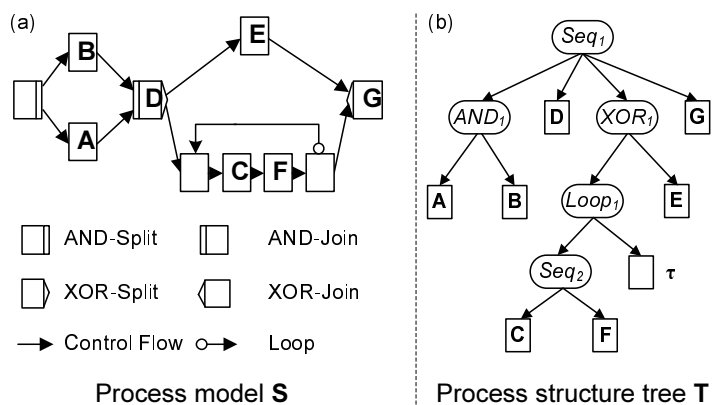 (a)
B
E
D
G
A
C
F
AND-Split
AND-Join
XOR-Split
XOR-Join
Control Flow
Loop
Process model S
(b)
Seq1
AND1
D
XOR1
G
A
B
Loop1
E
Seq2
τ
C
F
Process structure tree T